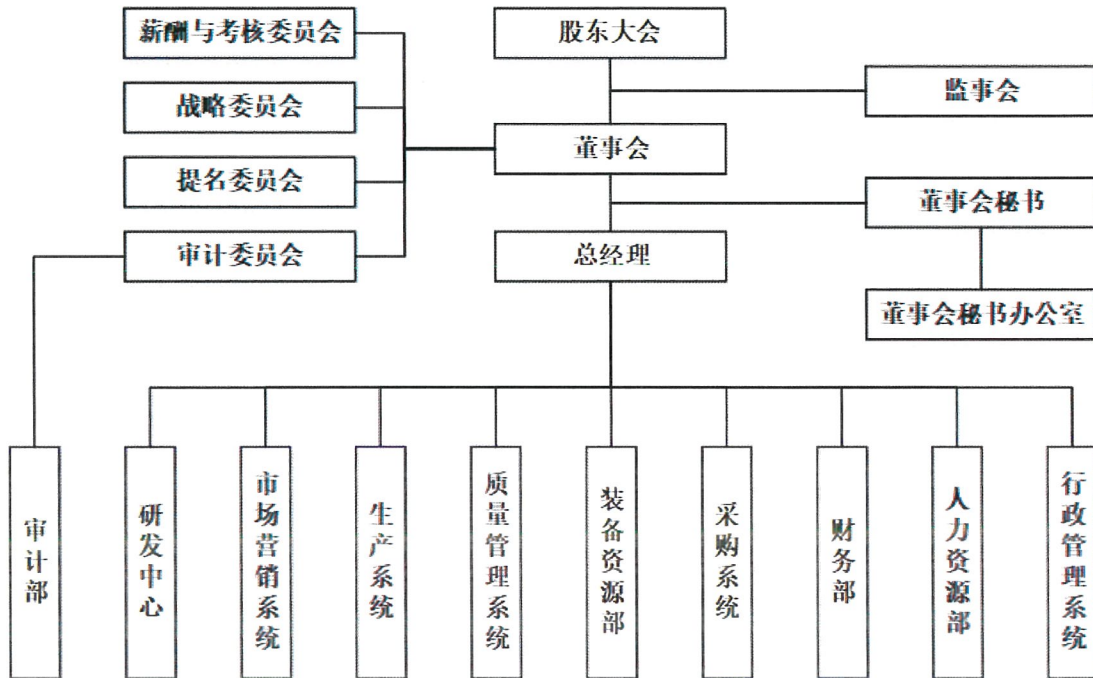 薪酬与考核委员会
股东大会
战略委员会
监事会
董事会
提名委员会
董事会秘书
审计委员会
总经理
董事会秘书办公室
审计部
研发中心
市场营销系统
生产系统
质量管理系统
装备资源部
采购系统
财务部
人力资源部
行政管理系统